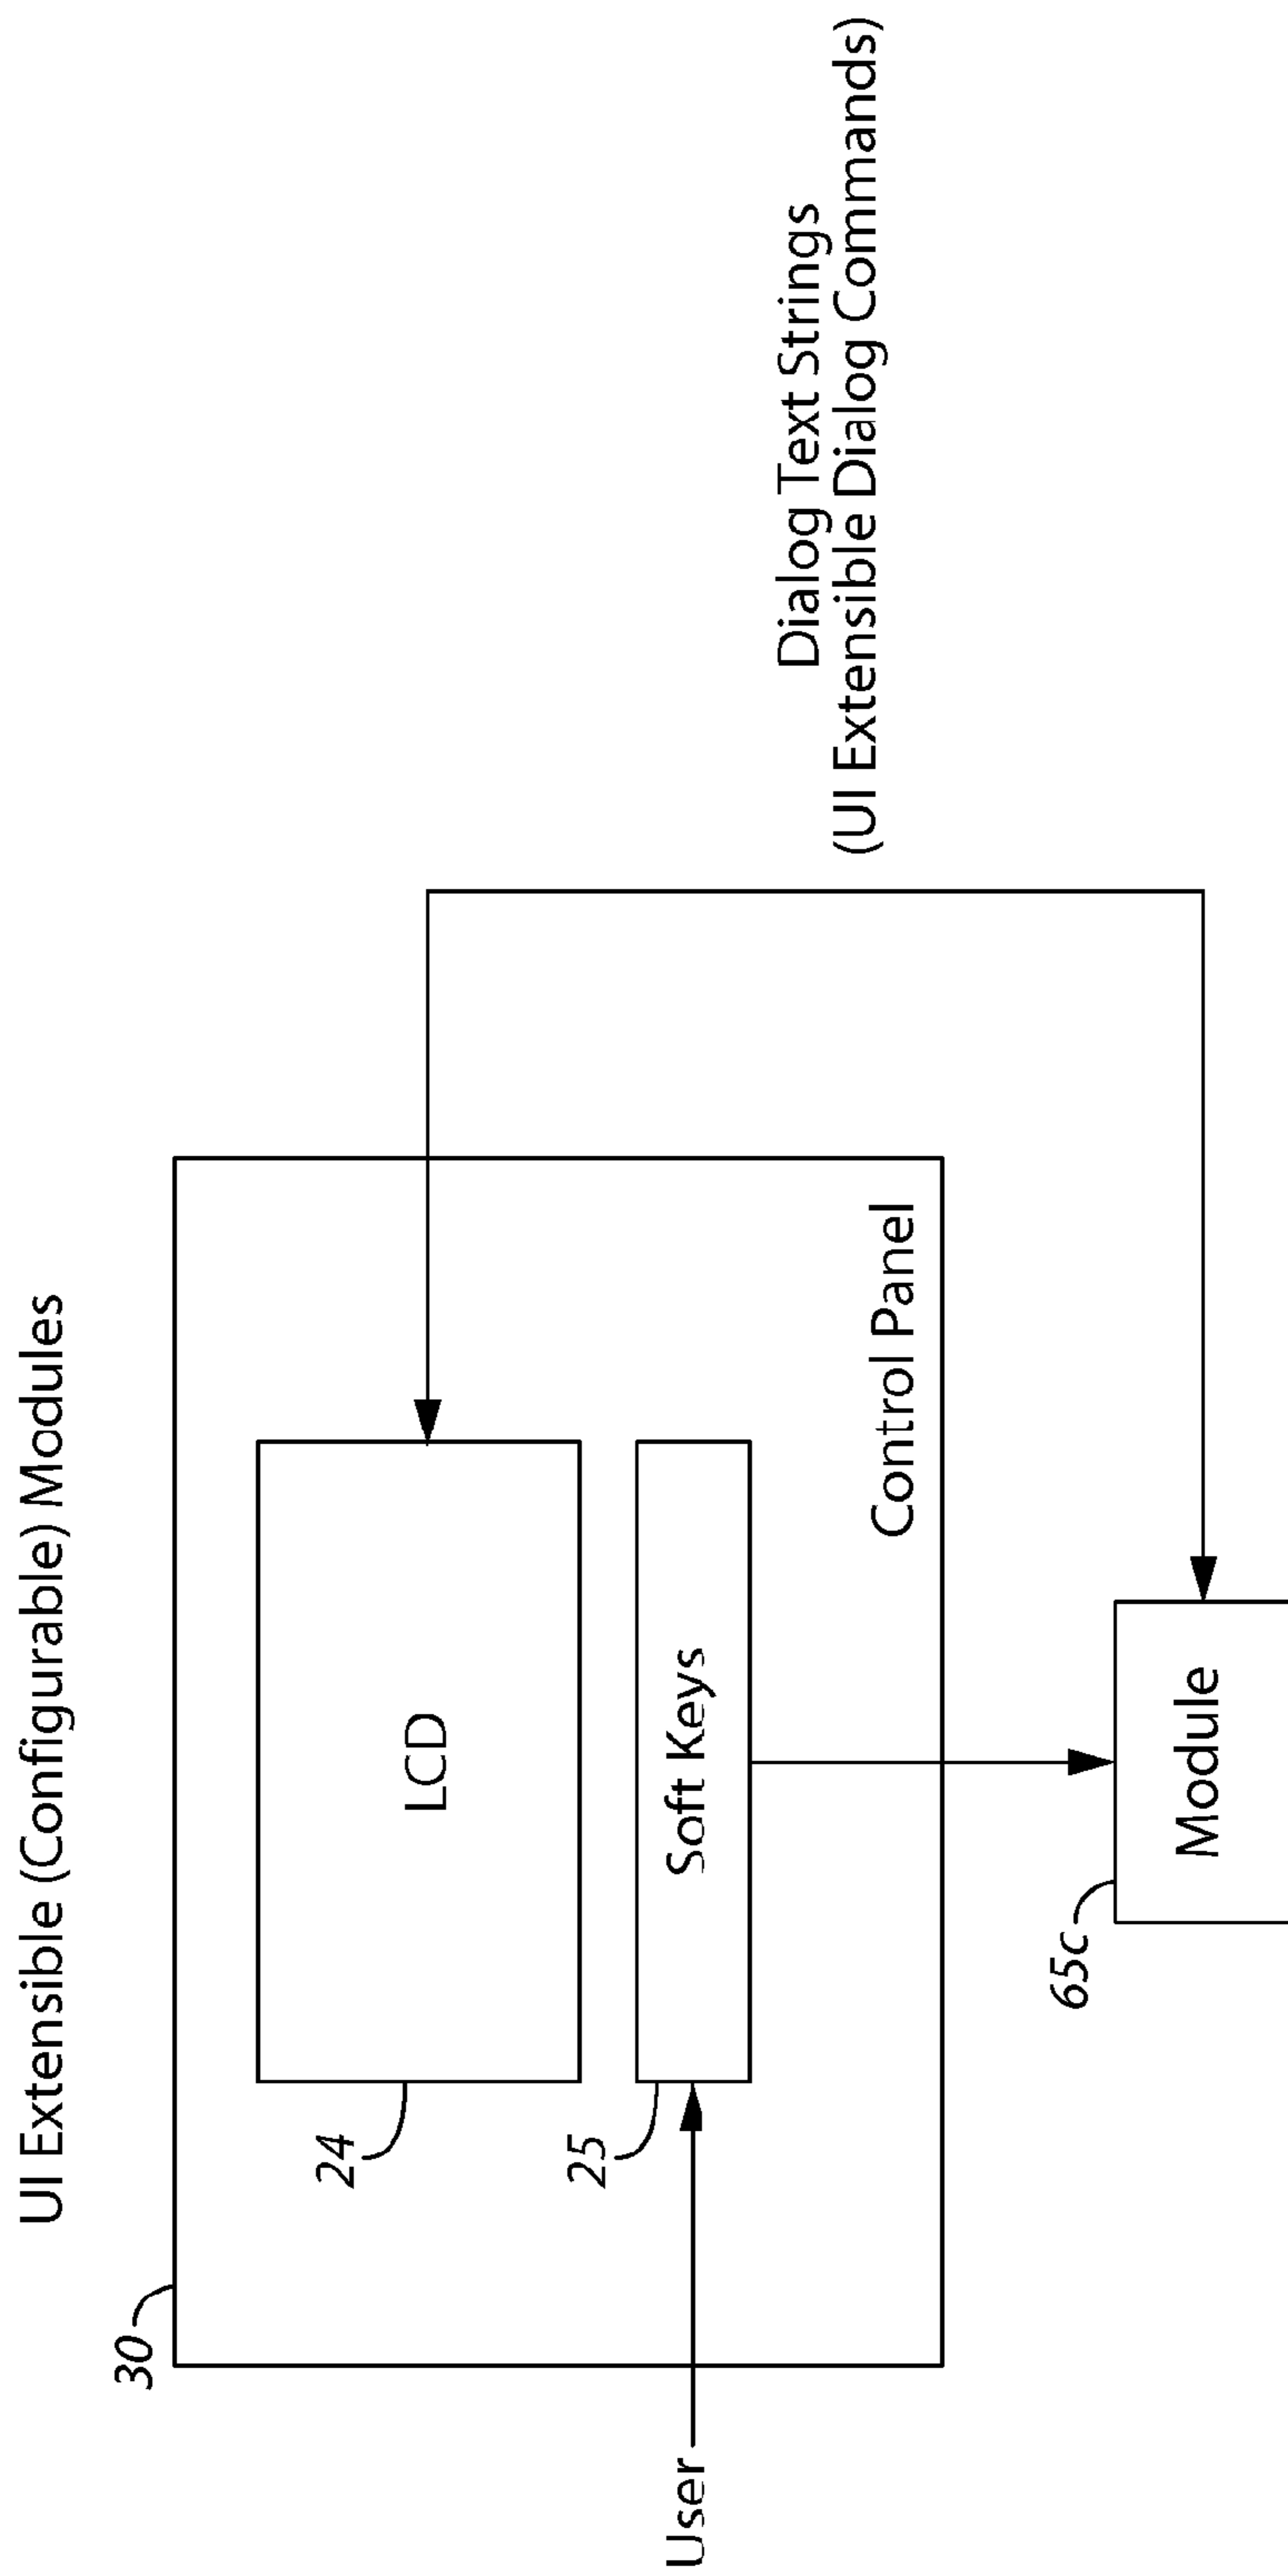 UI Extensible (Configurable) Modules
30
24
LCD
25
Soft Keys
User
Control Panel
Dialog Text Strings
(UI Extensible Dialog Commands)
65c
Module